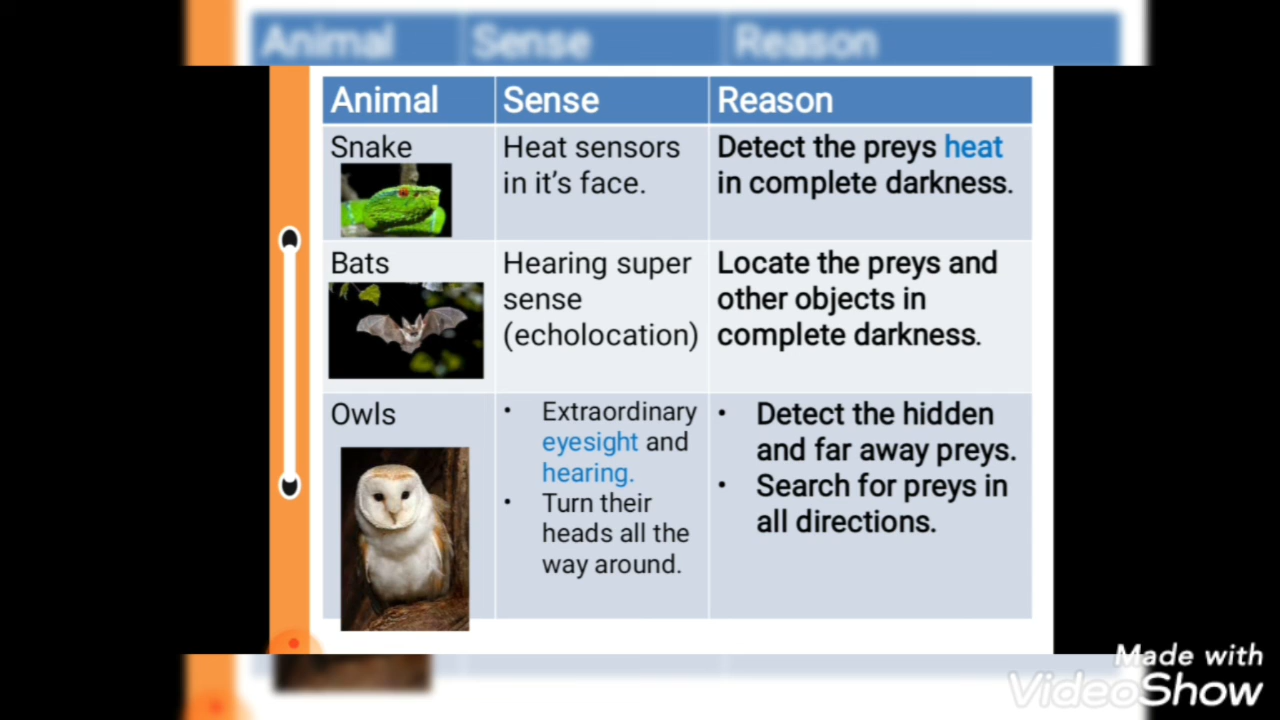 Animal Sense Reason
Animal Sense Reason
Snake
Heat sensors
in it's face.
Detect the preys heat
in complete darkness.
Bats
Hearing super
sense
(echolocation)
Locate the preys and
other objects in
complete darkness.
Owls
• Extraordinary
eyesight and
hearing.
• Turn their
heads all the
way around.
• Detect the hidden
and far away preys.
• Search for preys in
all directions.
Made with
VideoShow